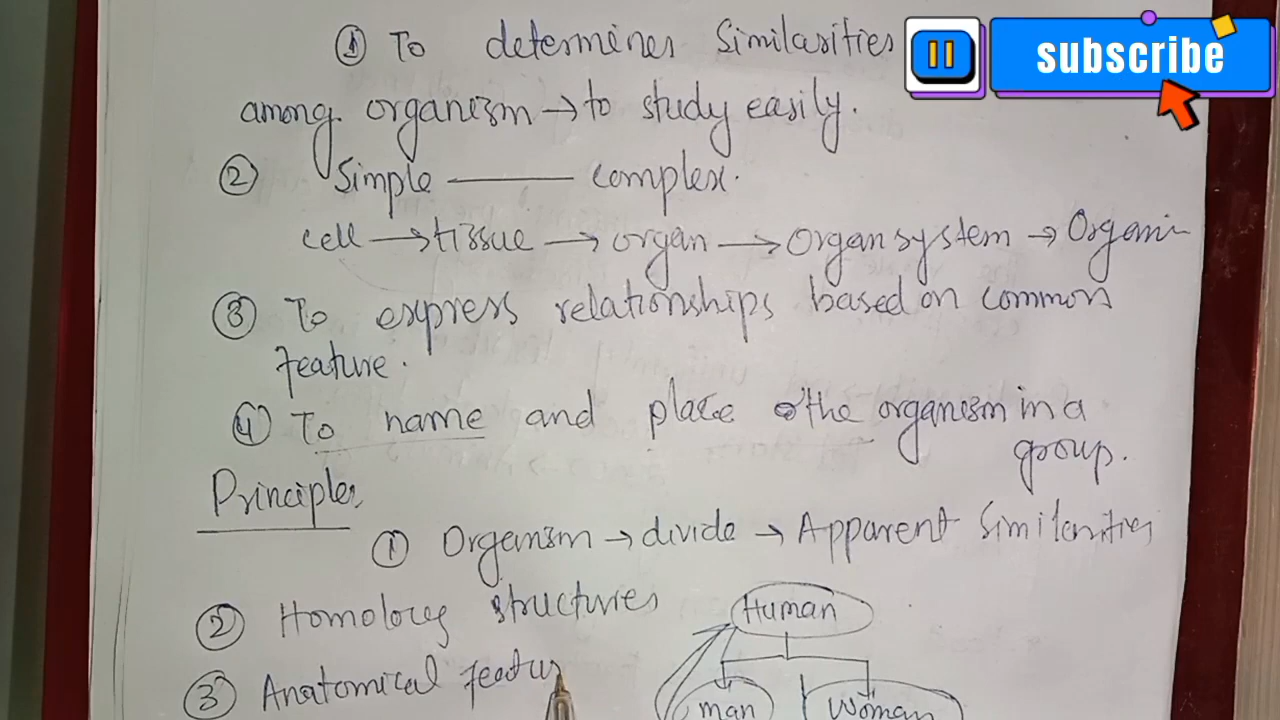 ① To determines Similarities
subscribe
among organism → to study easily.
② Simple —— complex.
cell → tissue → organ → Organ system → Organi
③ To express relationships based on common
feature.
④ To name and place the organism in a
group.
Principles
① Organism → divide → Apparent Similarities
② Homoloreg structures
Human
③ Anatomical featur
man
Woman